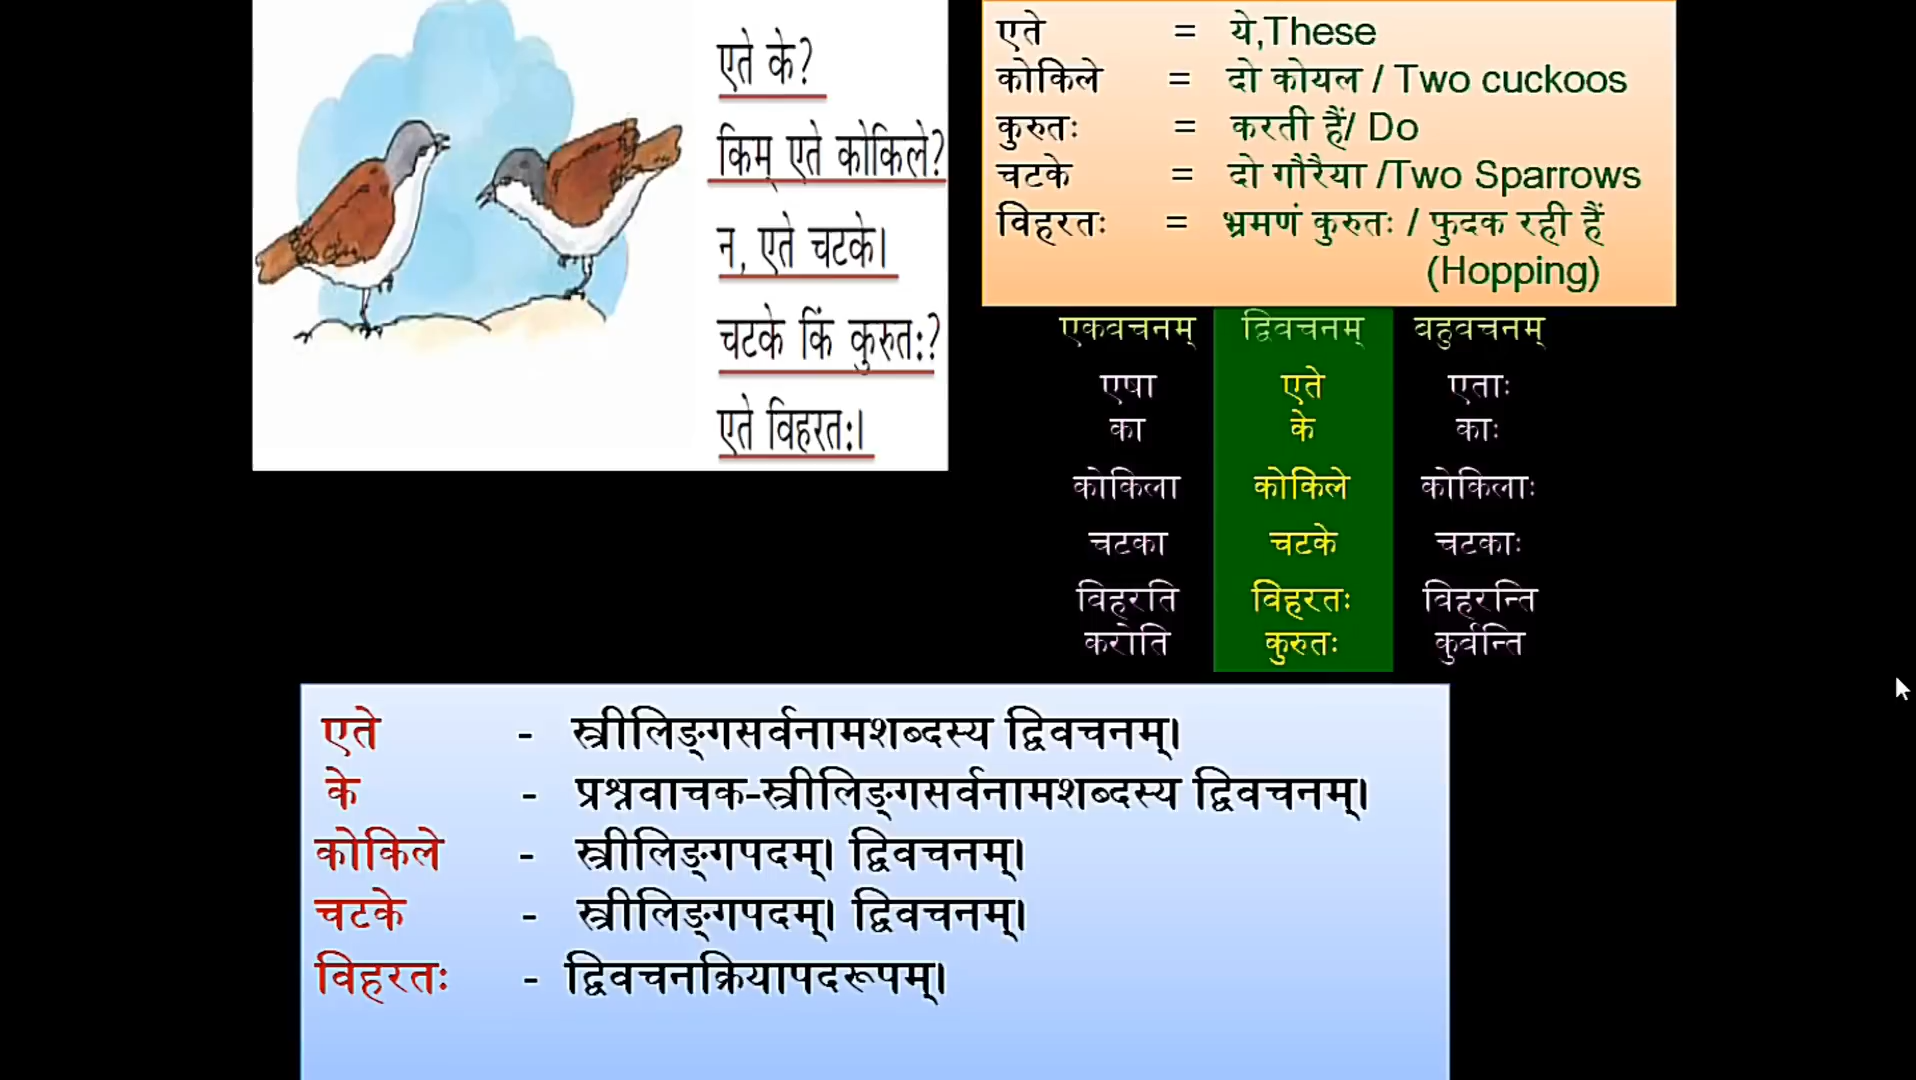 एते के?
किम् एते कोकिले?
न, एते चटके।
चटके किं कुरुतः?
एते विहरतः।
एते = ये,These
कोकिले = दो कोयल / Two cuckoos
कुरुतः = करती हैं/ Do
चटके = दो गौरैया /Two Sparrows
विहरतः = भ्रमणं कुरुतः / फुदक रही हैं
(Hopping)
एकवचनम् द्विवचनम् बहुवचनम्
एषा एते एताः
का के काः
कोकिला कोकिले कोकिलाः
चटका चटके चटकाः
विहरति विहरतः विहरन्ति
करोति कुरुतः कुर्वन्ति
एते - स्त्रीलिङ्गसर्वनामशब्दस्य द्विवचनम्।
के - प्रश्नवाचक-स्त्रीलिङ्गसर्वनामशब्दस्य द्विवचनम्।
कोकिले - स्त्रीलिङ्गपदम्। द्विवचनम्।
चटके - स्त्रीलिङ्गपदम्। द्विवचनम्।
विहरतः - द्विवचनक्रियापदरूपम्।